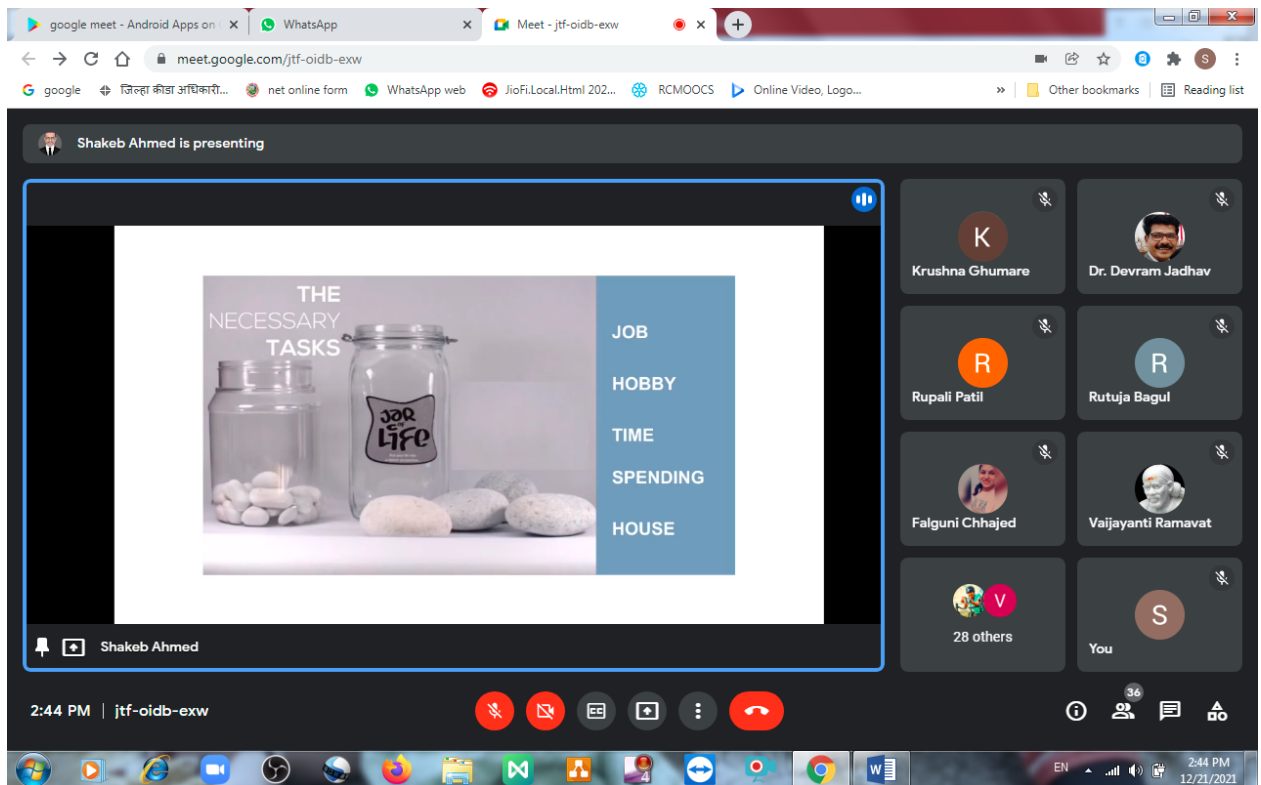 google meet - Android Apps on
WhatsApp
Meet - jtf-oidb-exw
meet.google.com/jtf-oidb-exw
S
G google
जिल्हा क्रीडा अधिकारी...
net online form
WhatsApp web
JioFi.Local.Html 202...
RCMOOCS
Online Video, Logo...
»
Other bookmarks
Reading list
Shakeb Ahmed is presenting
THE
NECESSARY
TASKS
JAR
OF
LIFE
JOB
HOBBY
TIME
SPENDING
HOUSE
Shakeb Ahmed
K
Krushna Ghumare
Dr. Devram Jadhav
R
Rupali Patil
R
Rutuja Bagul
Falguni Chhajed
Vaijayanti Ramavat
V
28 others
S
You
2:44 PM | jtf-oidb-exw
CC
36
4
W
EN
2:44 PM
12/21/2021